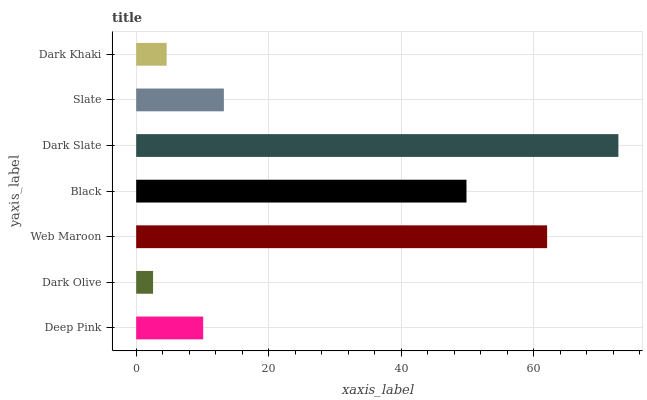 title
Dark Khaki
Slate
Dark Slate
Black
Web Maroon
Dark Olive
Deep Pink
yaxis_label
0 20 40 60
xaxis_label